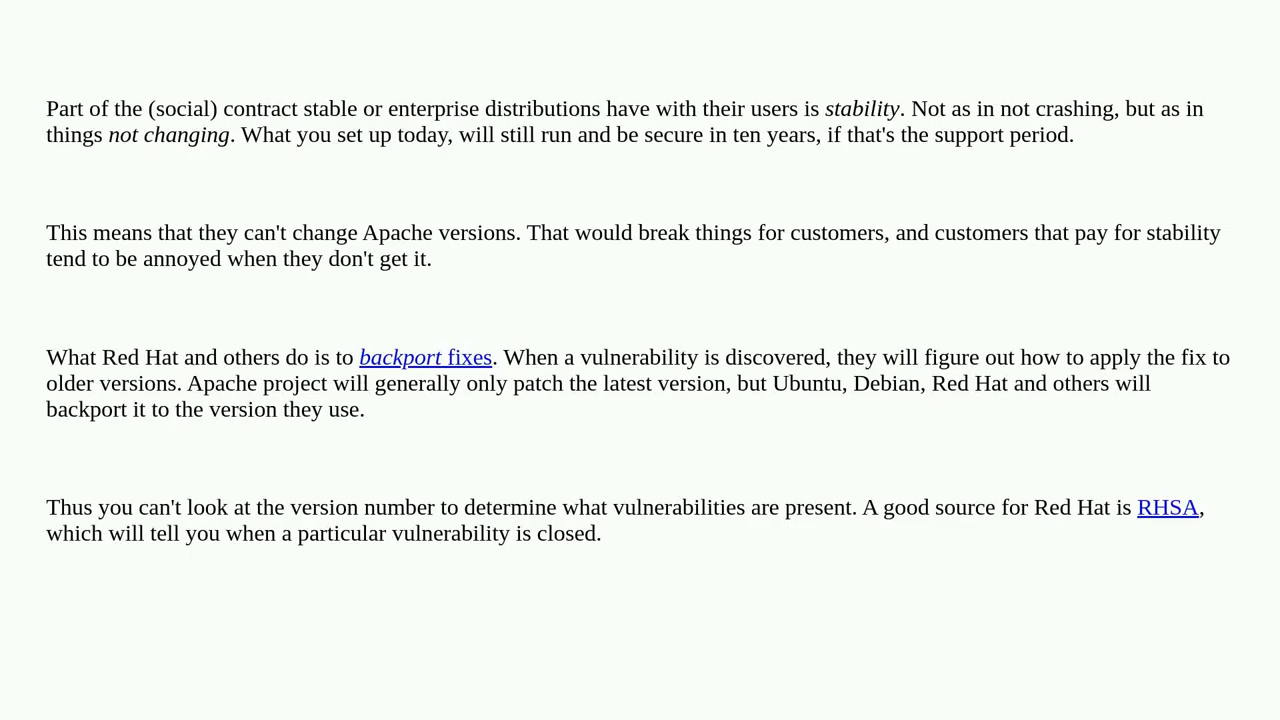 Part of the (social) contract stable or enterprise distributions have with their users is stability. Not as in not crashing, but as in
things not changing. What you set up today, will still run and be secure in ten years, if that's the support period.
This means that they can't change Apache versions. That would break things for customers, and customers that pay for stability
tend to be annoyed when they don't get it.
What Red Hat and others do is to backport fixes. When a vulnerability is discovered, they will figure out how to apply the fix to
older versions. Apache project will generally only patch the latest version, but Ubuntu, Debian, Red Hat and others will
backport it to the version they use.
Thus you can't look at the version number to determine what vulnerabilities are present. A good source for Red Hat is RHSA,
which will tell you when a particular vulnerability is closed.